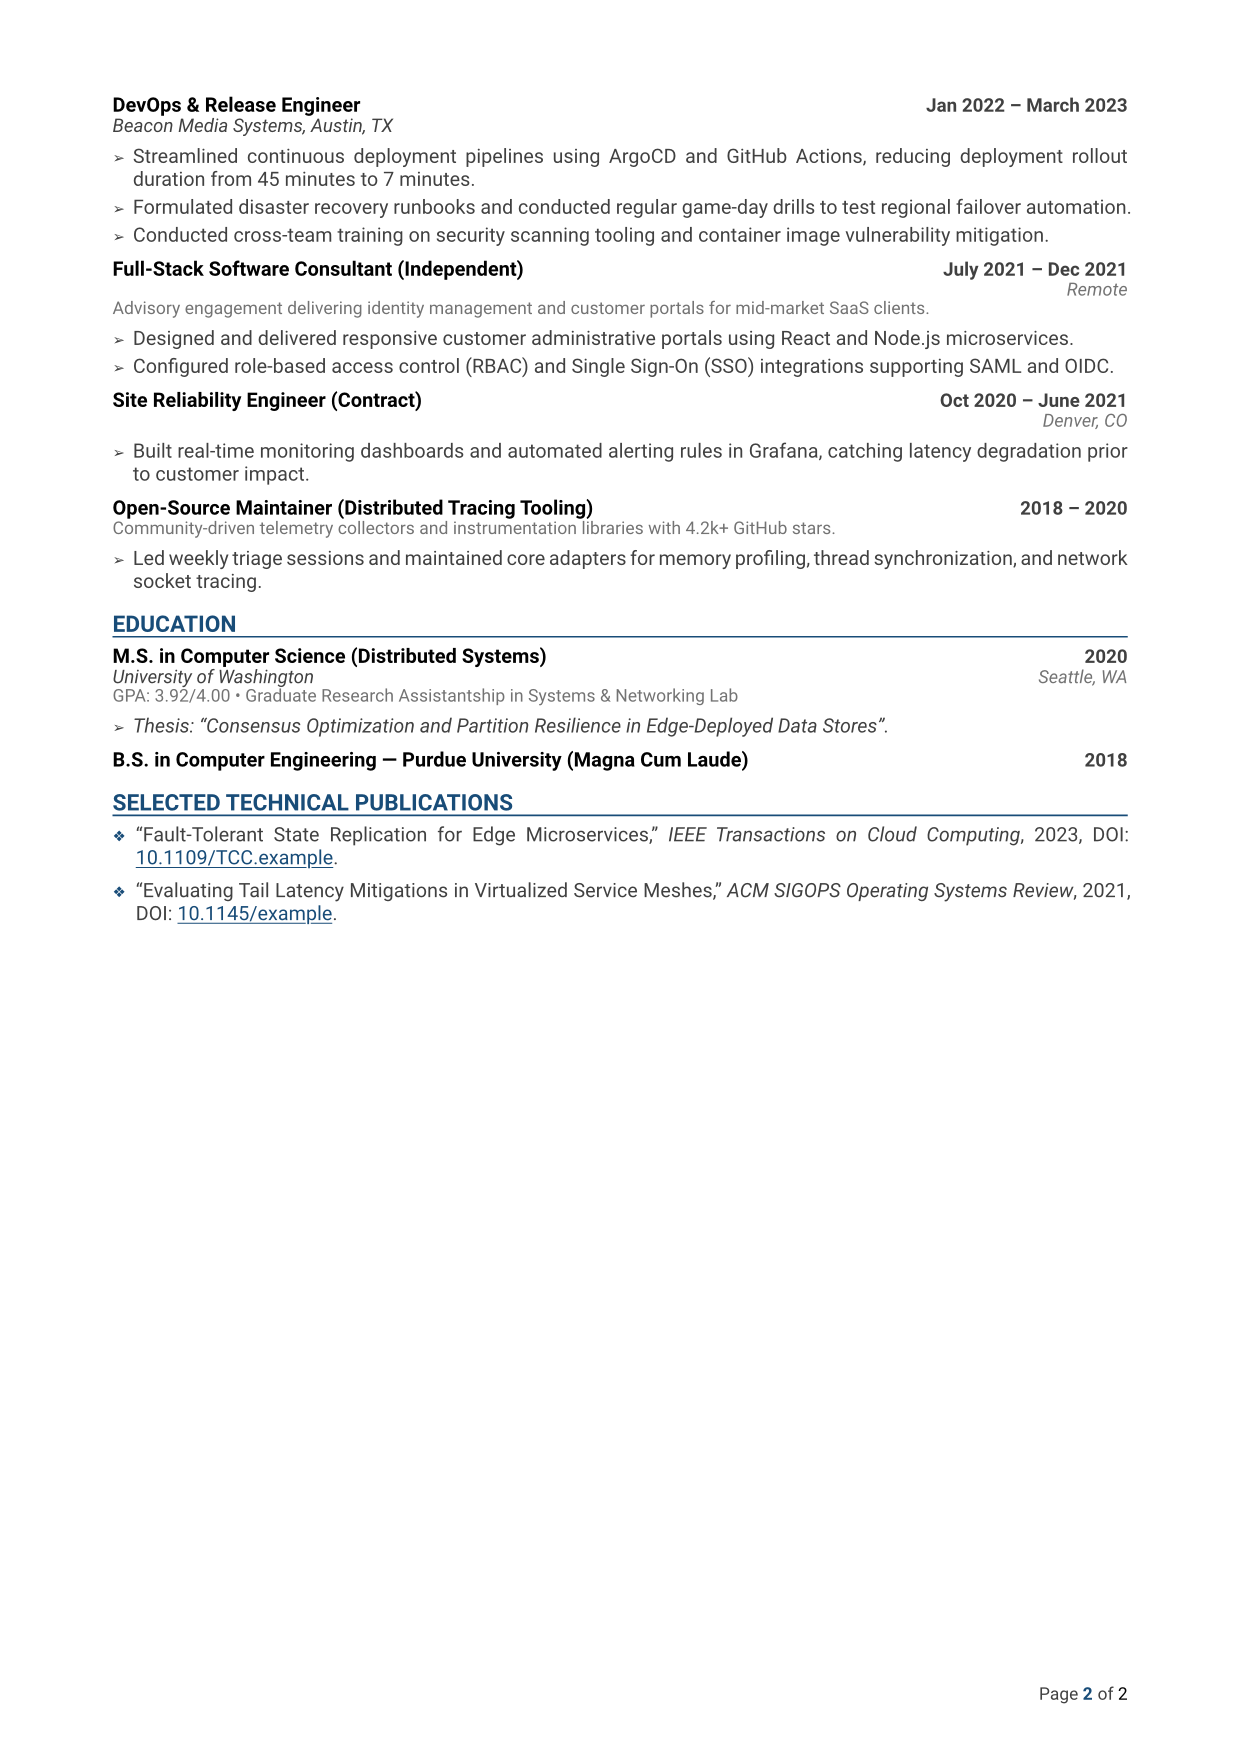 DevOps & Release Engineer Jan 2022 – March 2023
Beacon Media Systems, Austin, TX
➢ Streamlined continuous deployment pipelines using ArgoCD and GitHub Actions, reducing deployment rollout
duration from 45 minutes to 7 minutes.
➢ Formulated disaster recovery runbooks and conducted regular game-day drills to test regional failover automation.
➢ Conducted cross-team training on security scanning tooling and container image vulnerability mitigation.
Full-Stack Software Consultant (Independent) July 2021 – Dec 2021
Remote
Advisory engagement delivering identity management and customer portals for mid-market SaaS clients.
➢ Designed and delivered responsive customer administrative portals using React and Node.js microservices.
➢ Configured role-based access control (RBAC) and Single Sign-On (SSO) integrations supporting SAML and OIDC.
Site Reliability Engineer (Contract) Oct 2020 – June 2021
Denver, CO
➢ Built real-time monitoring dashboards and automated alerting rules in Grafana, catching latency degradation prior
to customer impact.
Open-Source Maintainer (Distributed Tracing Tooling) 2018 – 2020
Community-driven telemetry collectors and instrumentation libraries with 4.2k+ GitHub stars.
➢ Led weekly triage sessions and maintained core adapters for memory profiling, thread synchronization, and network
socket tracing.
EDUCATION
M.S. in Computer Science (Distributed Systems) 2020
University of Washington Seattle, WA
GPA: 3.92/4.00 • Graduate Research Assistantship in Systems & Networking Lab
➢ Thesis: “Consensus Optimization and Partition Resilience in Edge-Deployed Data Stores”.
B.S. in Computer Engineering — Purdue University (Magna Cum Laude) 2018
SELECTED TECHNICAL PUBLICATIONS
❖ “Fault-Tolerant State Replication for Edge Microservices,” IEEE Transactions on Cloud Computing, 2023, DOI:
10.1109/TCC.example.
❖ “Evaluating Tail Latency Mitigations in Virtualized Service Meshes,” ACM SIGOPS Operating Systems Review, 2021,
DOI: 10.1145/example.
Page 2 of 2